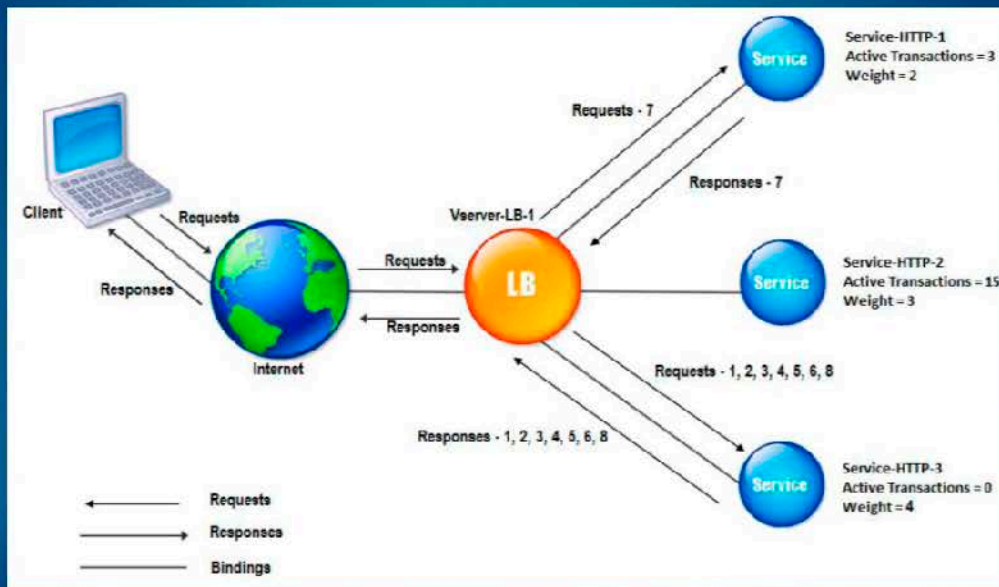 Service-HTTP-1
Active Transactions = 3
Weight = 2
Service
Requests - 7
Responses - 7
Client
Requests
Responses
Internet
Vserver-LB-1
Requests
LB
Responses
Service-HTTP-2
Active Transactions = 15
Weight = 3
Service
Requests - 1, 2, 3, 4, 5, 6, 8
Responses - 1, 2, 3, 4, 5, 6, 8
Service-HTTP-3
Active Transactions = 0
Weight = 4
Service
Requests
Responses
Bindings